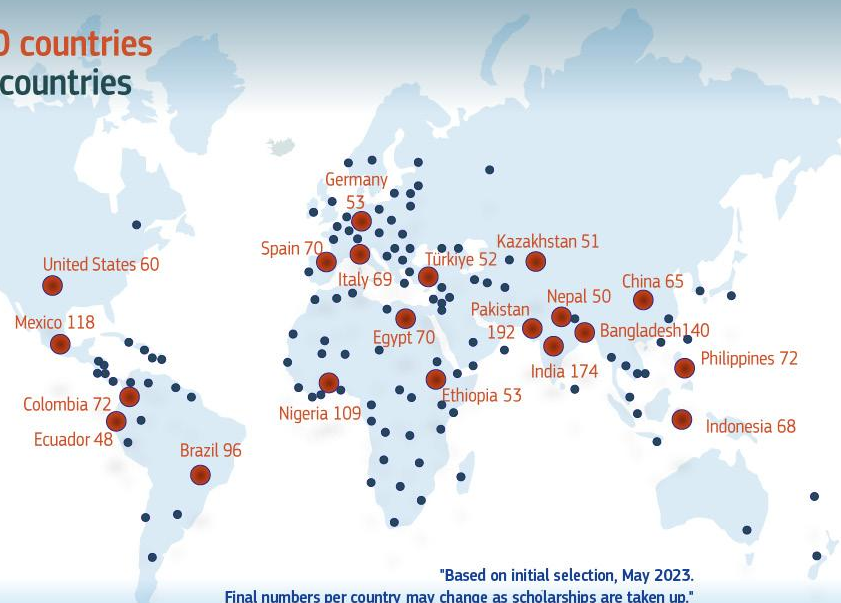 0 countries
countries
Germany
53
Spain 70
Italy 69
Türkiye 52
Kazakhstan 51
United States 60
Mexico 118
China 65
Nepal 50
Pakistan
192
Bangladesh140
Egypt 70
India 174
Philippines 72
Colombia 72
Nigeria 109
Ethiopia 53
Ecuador 48
Indonesia 68
Brazil 96
"Based on initial selection, May 2023.
Final numbers per country may change as scholarships are taken up."